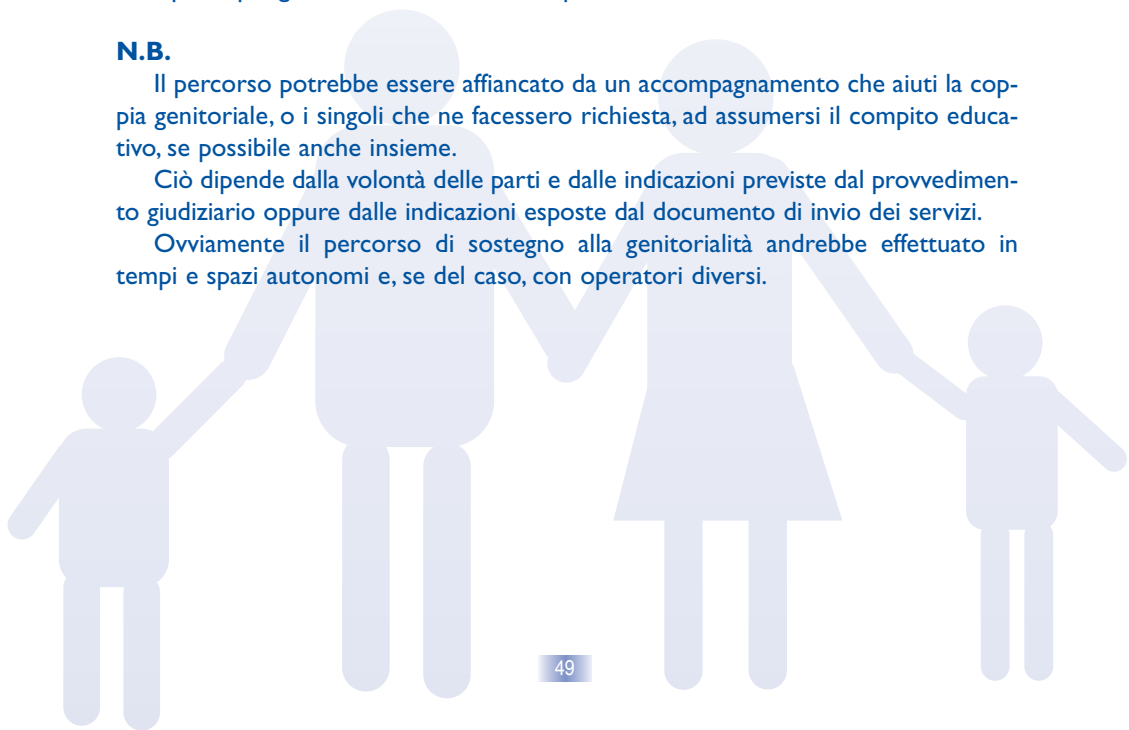 N.B.
Il percorso potrebbe essere affiancato da un accompagnamento che aiuti la cop-
pia genitoriale, o i singoli che ne facessero richiesta, ad assumersi il compito educa-
tivo, se possibile anche insieme.
Ciò dipende dalla volontà delle parti e dalle indicazioni previste dal provvedimen-
to giudiziario oppure dalle indicazioni esposte dal documento di invio dei servizi.
Ovviamente il percorso di sostegno alla genitorialità andrebbe effettuato in
tempi e spazi autonomi e, se del caso, con operatori diversi.
49